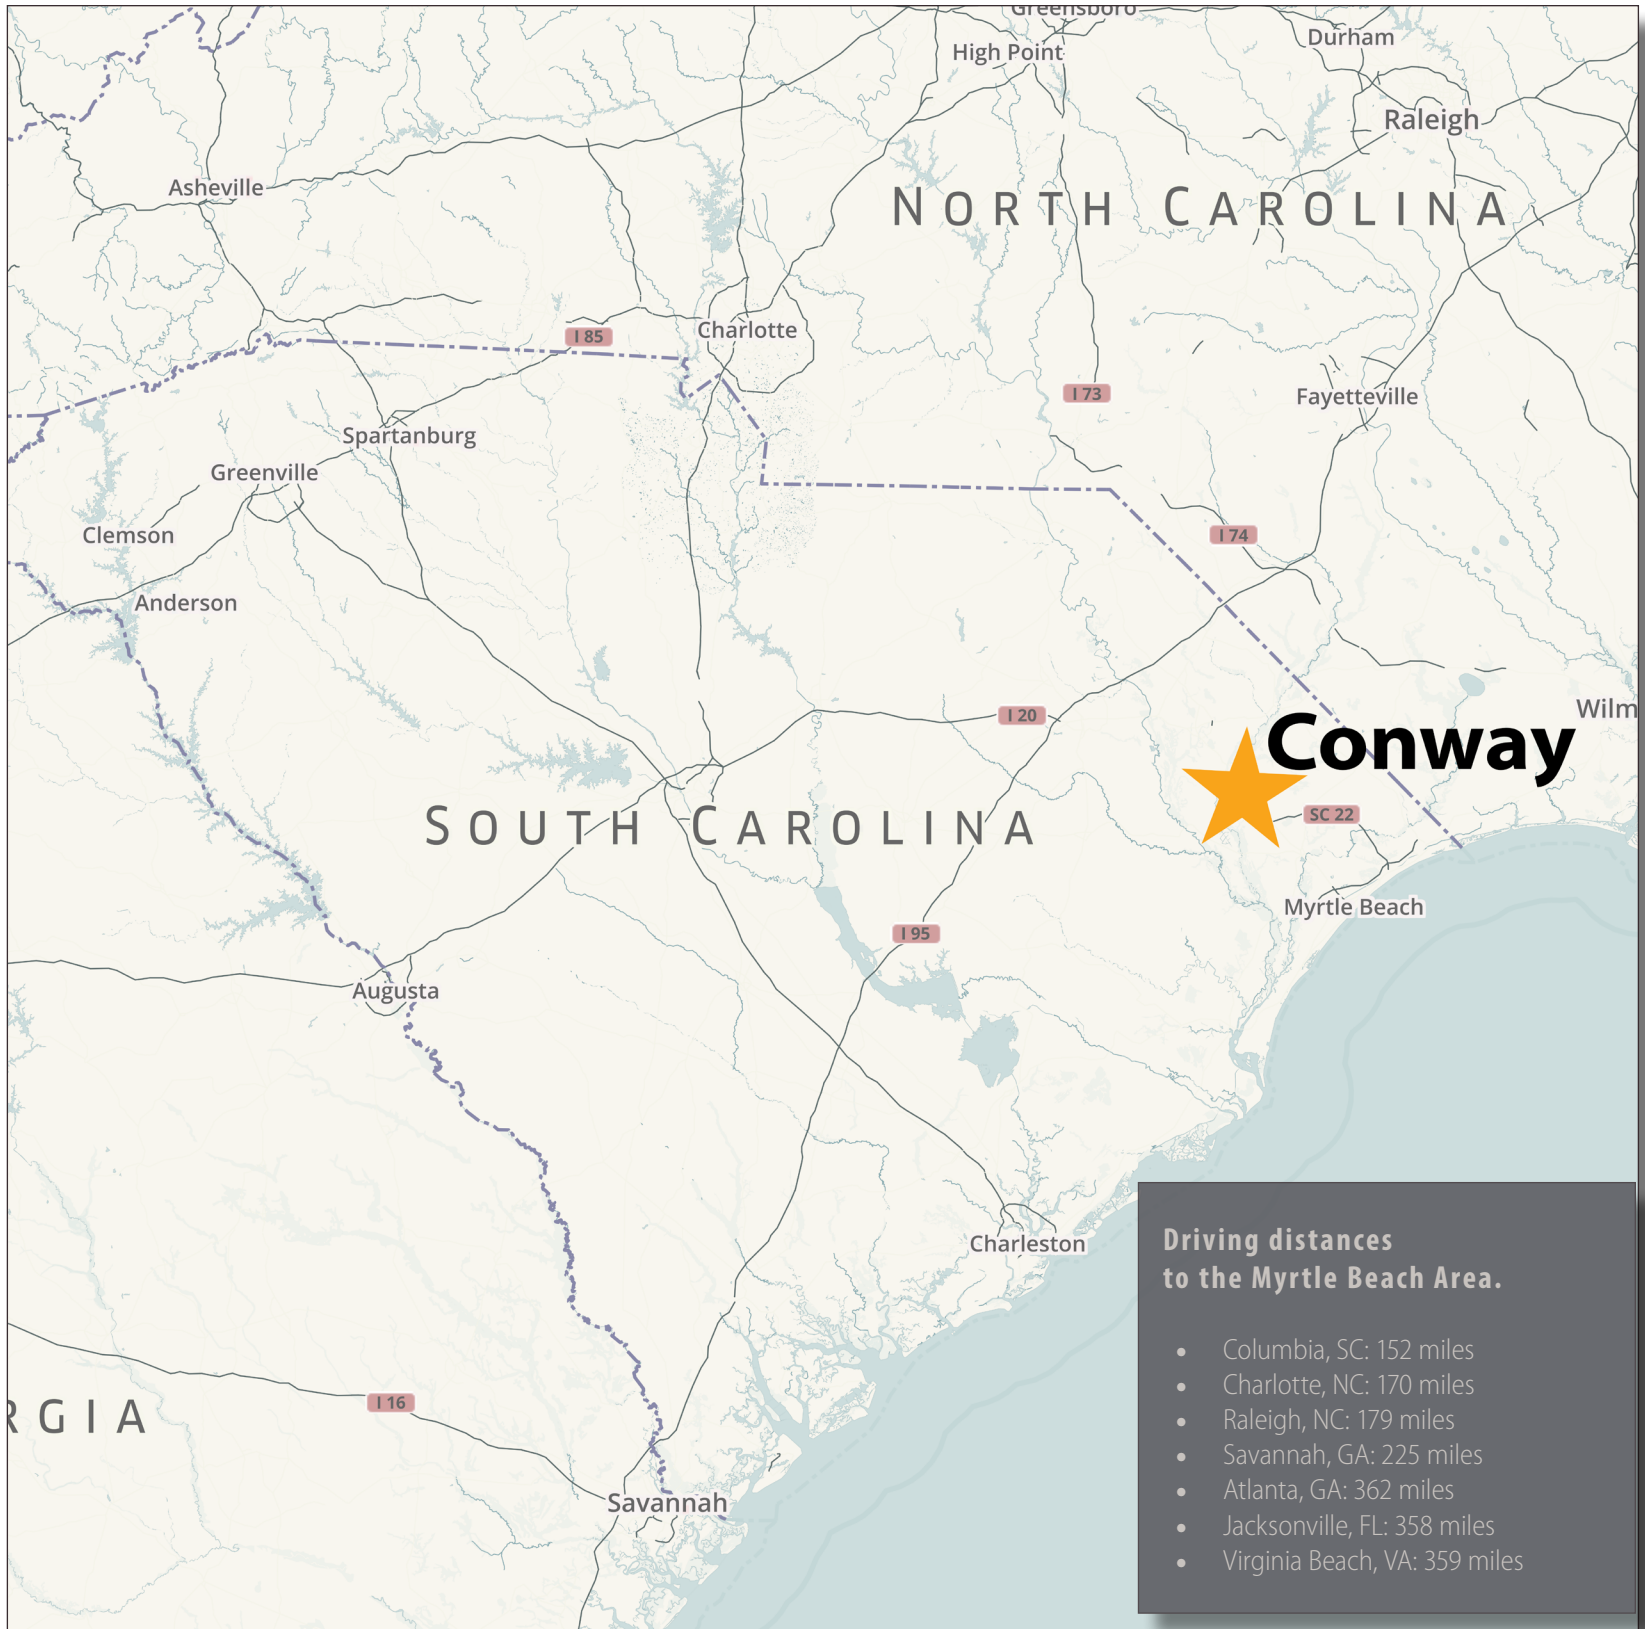 Greensboro
Durham
High Point
Raleigh
Asheville
NORTH CAROLINA
I 85
Charlotte
I 73
Fayetteville
Spartanburg
Greenville
Clemson
I 74
Anderson
Wilm
I 20
Conway
SC 22
SOUTH CAROLINA
Myrtle Beach
I 95
Augusta
Charleston
Driving distances
to the Myrtle Beach Area.
• Columbia, SC: 152 miles
• Charlotte, NC: 170 miles
• Raleigh, NC: 179 miles
• Savannah, GA: 225 miles
• Atlanta, GA: 362 miles
• Jacksonville, FL: 358 miles
• Virginia Beach, VA: 359 miles
I 16
RGIA
Savannah